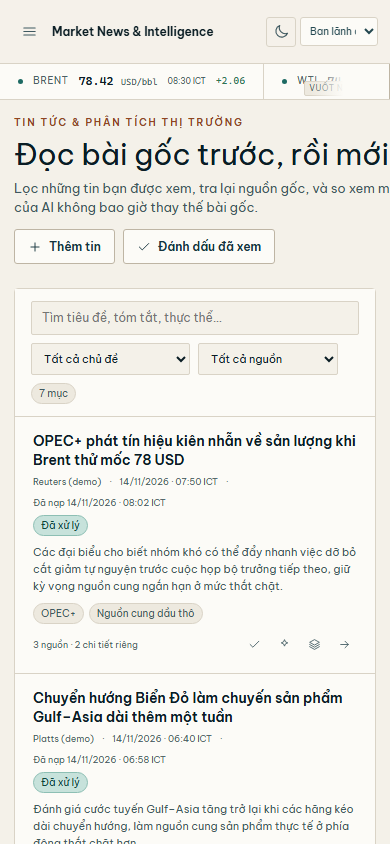 Market News & Intelligence
Ban lãnh
BRENT 78.42 USD/bbl 08:30 ICT +2.06
WTI
VUỐT
TIN TỨC & PHÂN TÍCH THỊ TRƯỜNG
Đọc bài gốc trước, rồi mới
Lọc những tin bạn được xem, tra lại nguồn gốc, và so xem
của AI không bao giờ thay thế bài gốc.
Thêm tin
Đánh dấu đã xem
Tìm tiêu đề, tóm tắt, thực thể...
Tất cả chủ đề
Tất cả nguồn
7 mục
OPEC+ phát tín hiệu kiên nhẫn về sản lượng khi
Brent thử mốc 78 USD
Reuters (demo) · 14/11/2026 · 07:50 ICT ·
Đã nạp 14/11/2026 · 08:02 ICT
Đã xử lý
Các đại biểu cho biết nhóm khó có thể đẩy nhanh việc dỡ bỏ
cắt giảm tự nguyện trước cuộc họp bộ trưởng tiếp theo, giữ
kỳ vọng nguồn cung ngắn hạn ở mức thắt chặt.
OPEC+
Nguồn cung dầu thô
3 nguồn · 2 chi tiết riêng
Chuyển hướng Biển Đỏ làm chuyến sản phẩm
Gulf–Asia dài thêm một tuần
Platts (demo) · 14/11/2026 · 06:40 ICT ·
Đã nạp 14/11/2026 · 06:58 ICT
Đã xử lý
Đánh giá cước tuyến Gulf–Asia tăng trở lại khi các hãng kéo
dài chuyển hướng, làm nguồn cung sản phẩm thực tế ở phía
đông thắt chặt hơn.